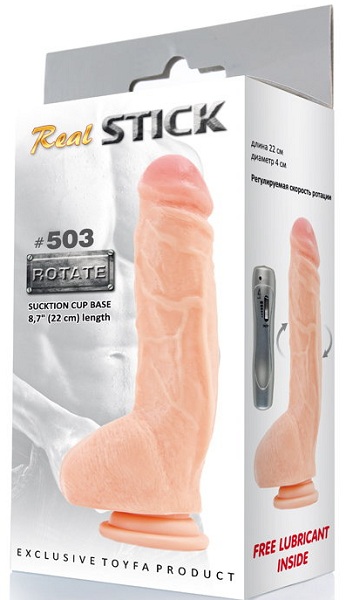 Real STICK
#503
ROTATE
SUCKTION CUP BASE
8,7" (22 cm) length
EXCLUSIVE TOYFA PRODUCT
длина 22 см
диаметр 4 см
Регулируемая скорость ротации
FREE LUBRICANT
INSIDE